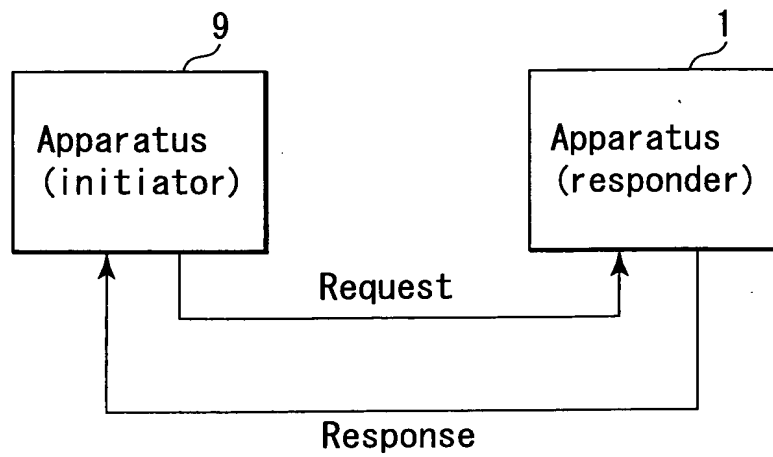 9
1
Apparatus
(initiator)
Apparatus
(responder)
Request
Response